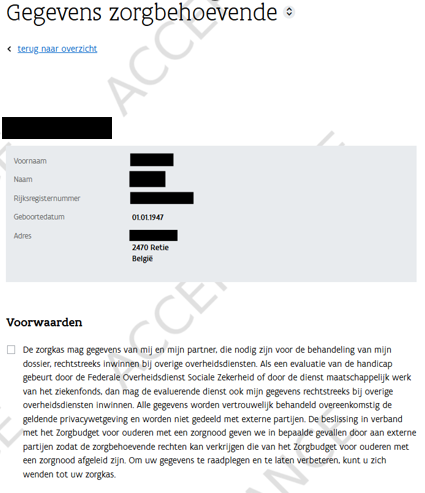 Gegevens zorgbehoevende
terug naar overzicht
Voornaam
Naam
Rijksregisternummer
Geboortedatum 01.01.1947
Adres
2470 Retie
België
Voorwaarden
De zorgkas mag gegevens van mij en mijn partner, die nodig zijn voor de behandeling van mijn
dossier, rechtstreeks inwinnen bij overige overheidsdiensten. Als een evaluatie van de handicap
gebeurt door de Federale Overheidsdienst Sociale Zekerheid of door de dienst maatschappelijk werk
van het ziekenfonds, dan mag de evaluerende dienst ook mijn gegevens rechtstreeks bij overige
overheidsdiensten inwinnen. Alle gegevens worden vertrouwelijk behandeld overeenkomstig de
geldende privacywetgeving en worden niet gedeeld met externe partijen. De beslissing in verband
met het Zorgbudget voor ouderen met een zorgnood geven we in bepaalde gevallen door aan externe
partijen zodat de zorgbehoevende rechten kan verkrijgen die van het Zorgbudget voor ouderen met
een zorgnood afgeleid zijn. Om uw gegevens te raadplegen en te laten verbeteren, kunt u zich
wenden tot uw zorgkas.